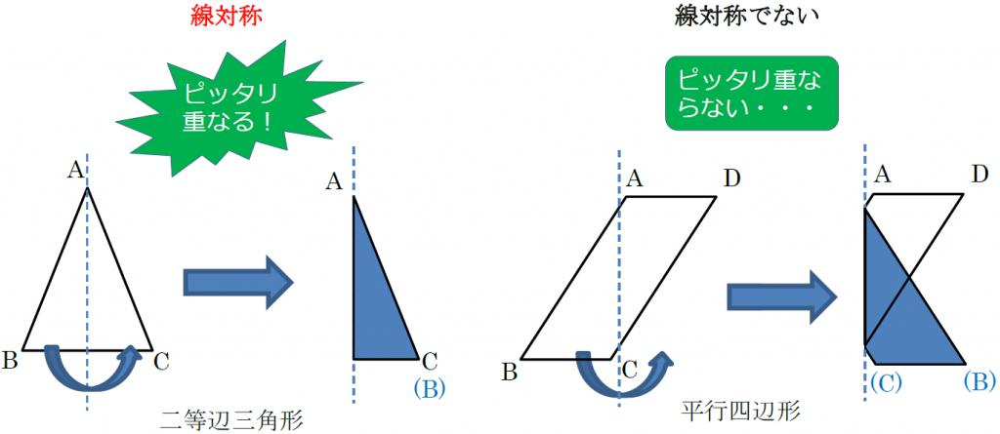 線対称
線対称でない
ピッタリ
重なる！
ピッタリ重な
らない・・・
A
B
C
A
C
(B)
二等辺三角形
A
D
B
C
A
D
(C)
(B)
平行四辺形